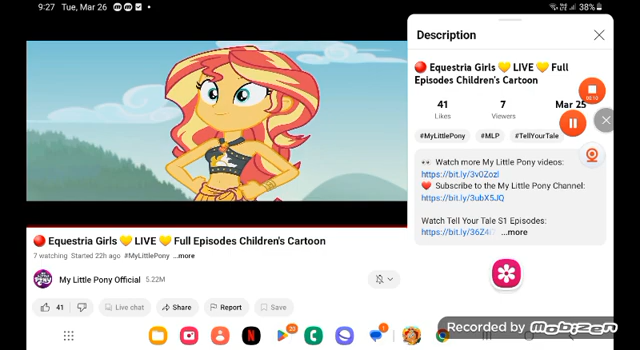 9:27 Tue, Mar 26
38%
Description
🔴 Equestria Girls 💛 LIVE 💛 Full
Episodes Children's Cartoon
41
7
Mar 25
Likes
Viewers
#MyLittlePony
#MLP
#TellYourTale
👀 Watch more My Little Pony videos:
https://bit.ly/3v0Zozl
❤️ Subscribe to the My Little Pony Channel:
https://bit.ly/3ubX5JQ
Watch Tell Your Tale S1 Episodes:
...more
🔴 Equestria Girls 💛 LIVE 💛 Full Episodes Children's Cartoon
7 watching Started 22h ago #MyLittlePony ...more
My Little Pony Official 5.22M
41
Live chat
Share
Report
Save
Recorded by Mobizen